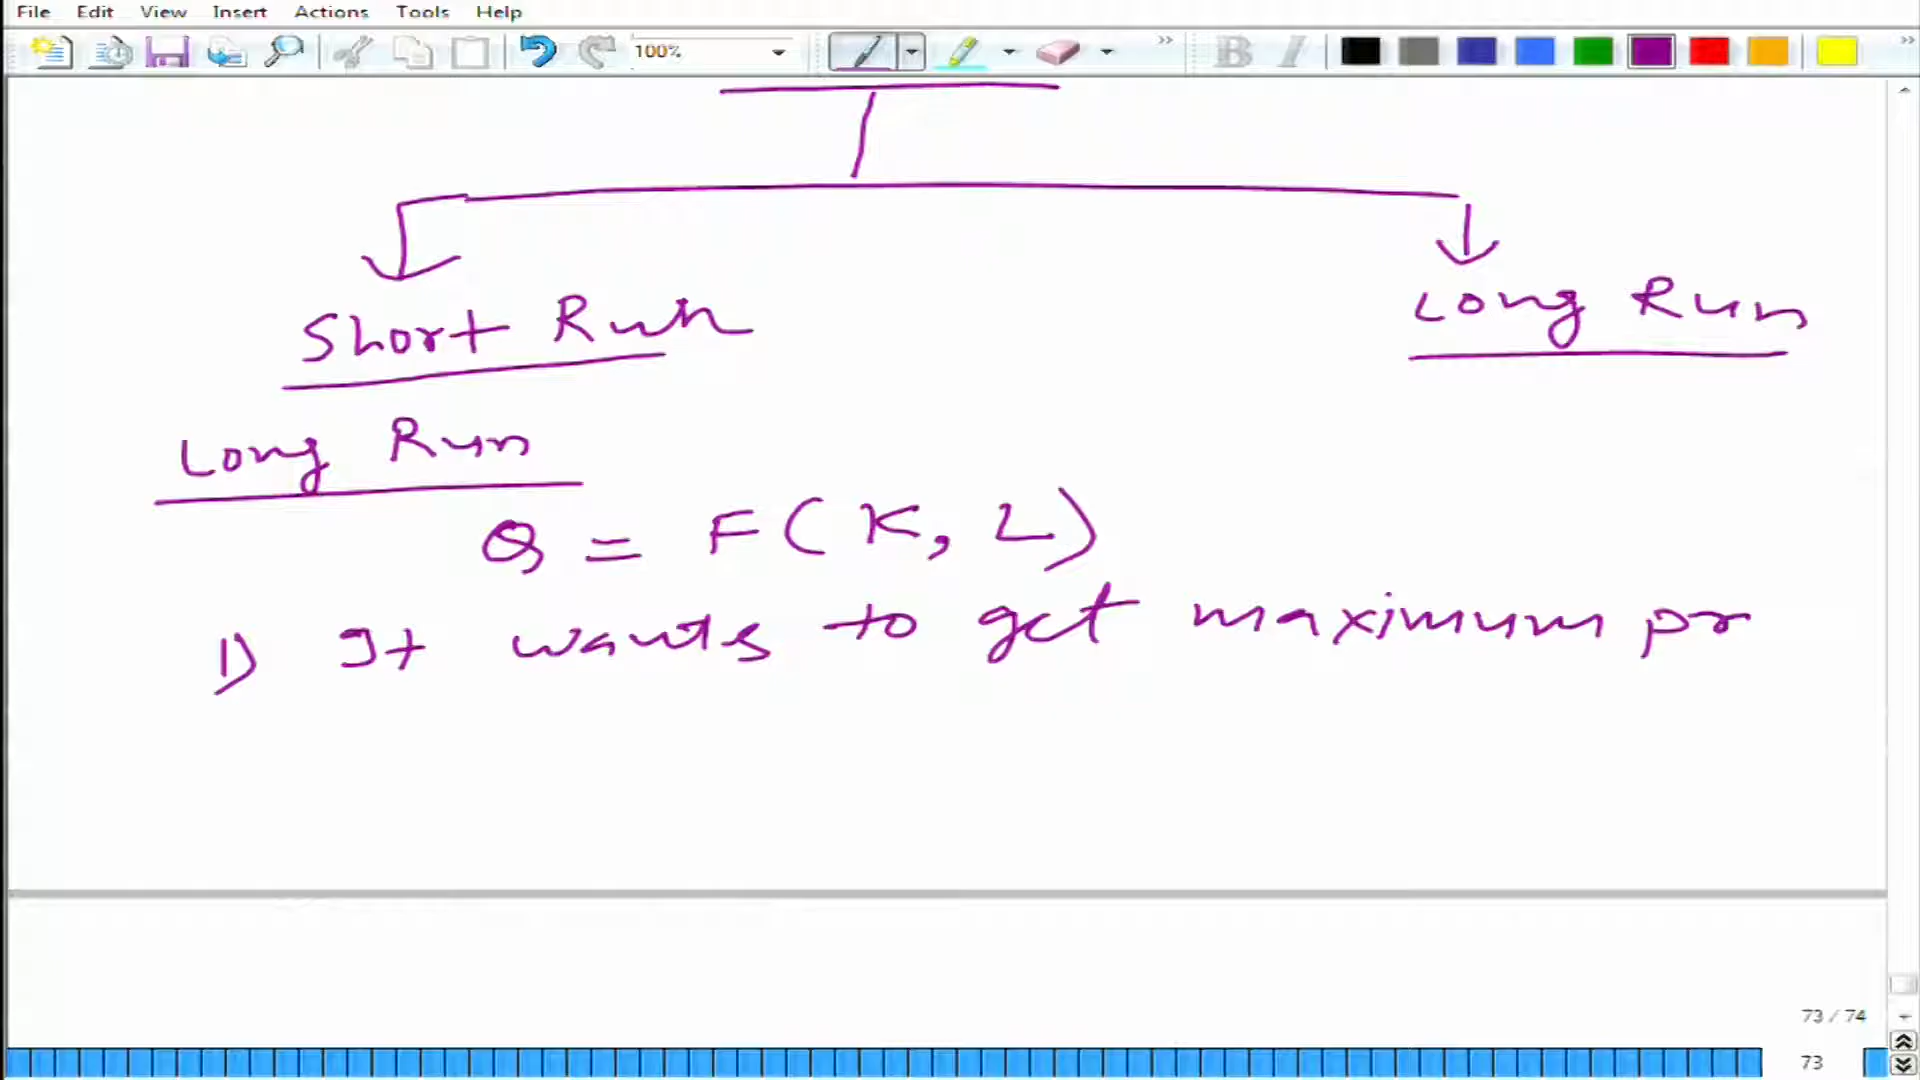 File Edit View Insert Actions Tools Help
100%
B I
Short Run
Long Run
Long Run
Q = F(K, L)
1) It wants to get maximum pr
73 / 74
73